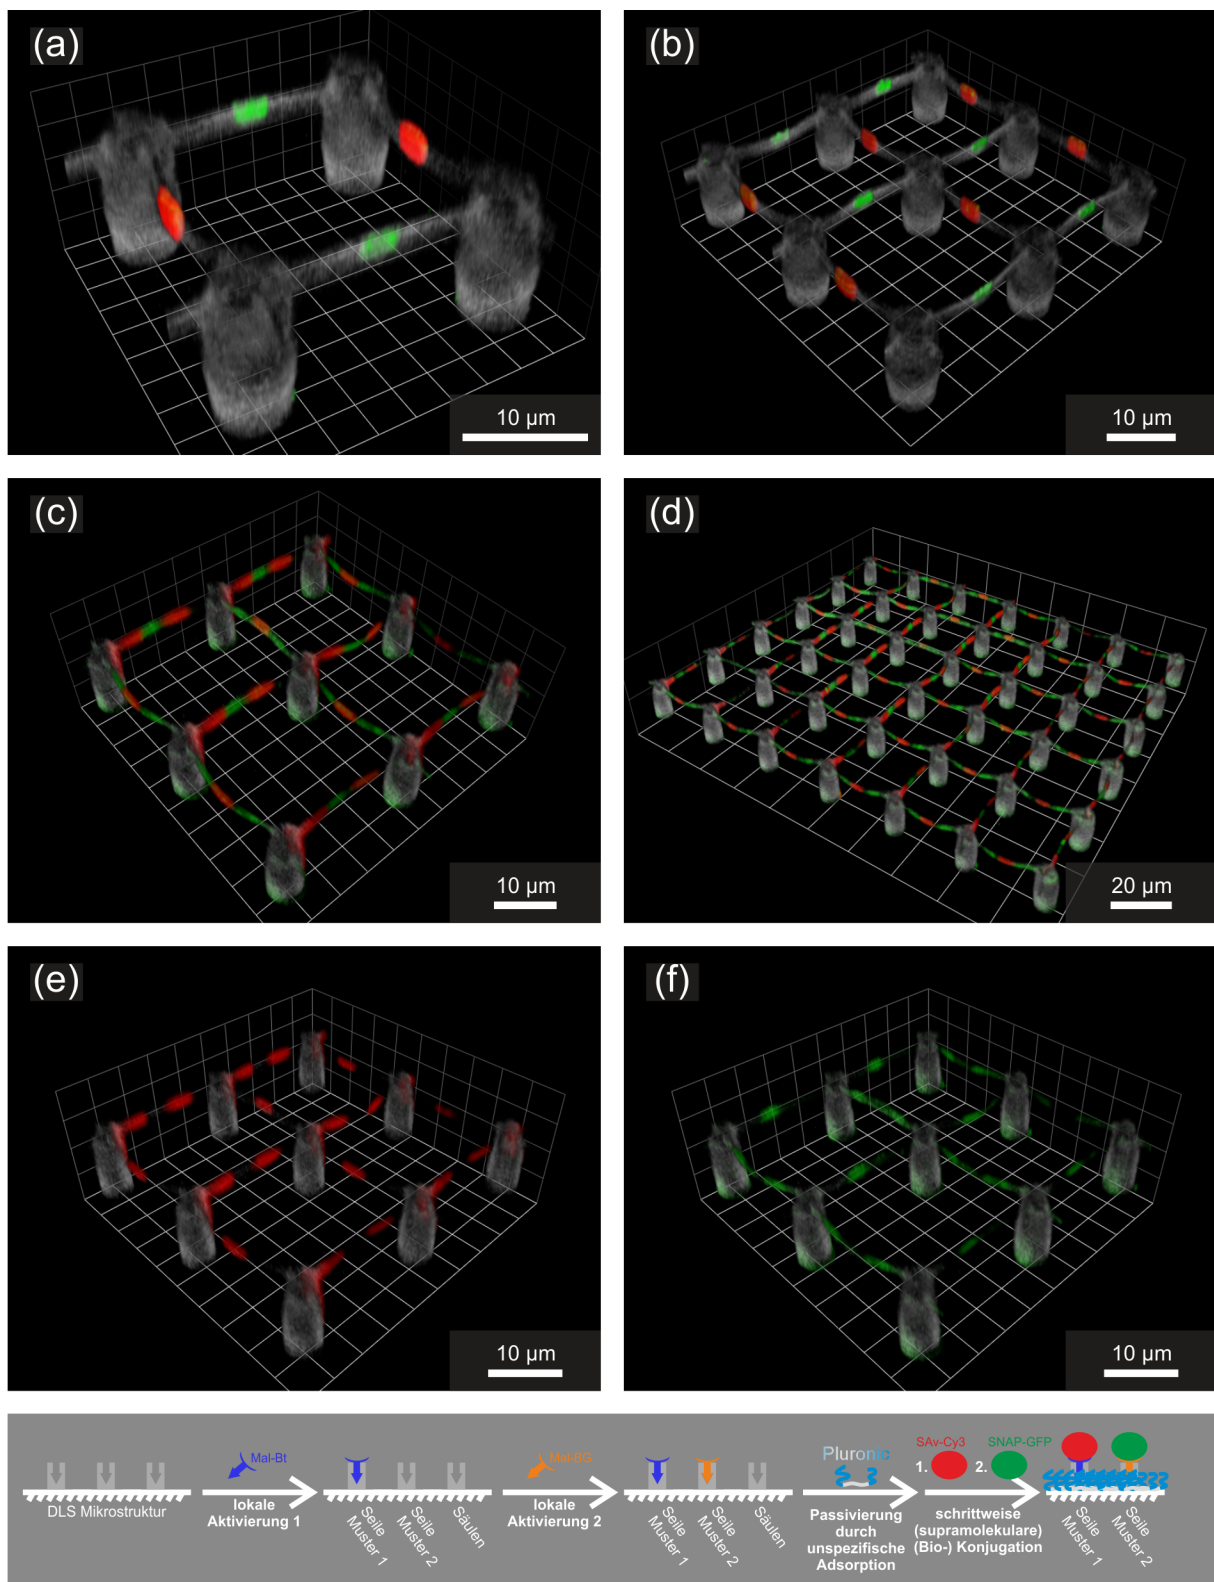 (a)
10 µm
(b)
10 µm
(c)
10 µm
(d)
20 µm
(e)
10 µm
(f)
10 µm
DLS Mikrostruktur
Mal-Bt
lokale
Aktivierung 1
Seile
Muster 1
Seile
Muster 2
Säulen
Mal-BG
lokale
Aktivierung 2
Seile
Muster 1
Seile
Muster 2
Säulen
Pluronic
Passivierung
durch
unspezifische
Adsorption
SAv-Cy3
1.
SNAP-GFP
2.
schrittweise
(supramolekulare)
(Bio-) Konjugation
Seile
Muster 1
Seile
Muster 2